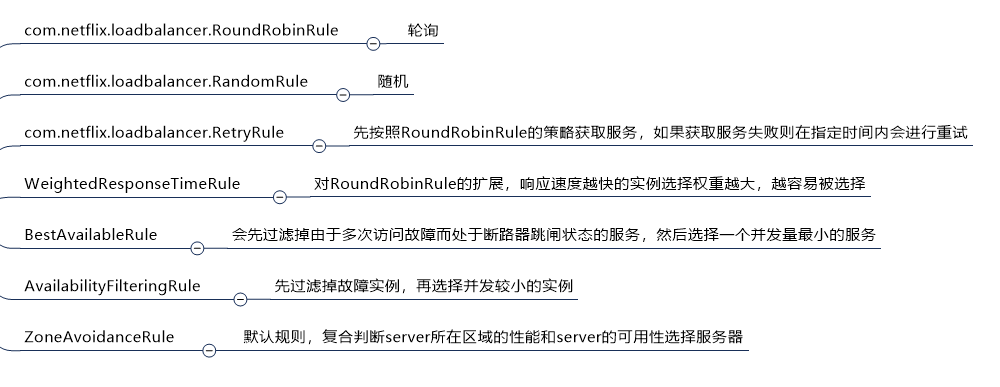 com.netflix.loadbalancer.RoundRobinRule 轮询
com.netflix.loadbalancer.RandomRule 随机
com.netflix.loadbalancer.RetryRule 先按照RoundRobinRule的策略获取服务，如果获取服务失败则在指定时间内会进行重试
WeightedResponseTimeRule 对RoundRobinRule的扩展，响应速度越快的实例选择权重越大，越容易被选择
BestAvailableRule 会先过滤掉由于多次访问故障而处于断路器跳闸状态的服务，然后选择一个并发量最小的服务
AvailabilityFilteringRule 先过滤掉故障实例，再选择并发较小的实例
ZoneAvoidanceRule 默认规则，复合判断server所在区域的性能和server的可用性选择服务器